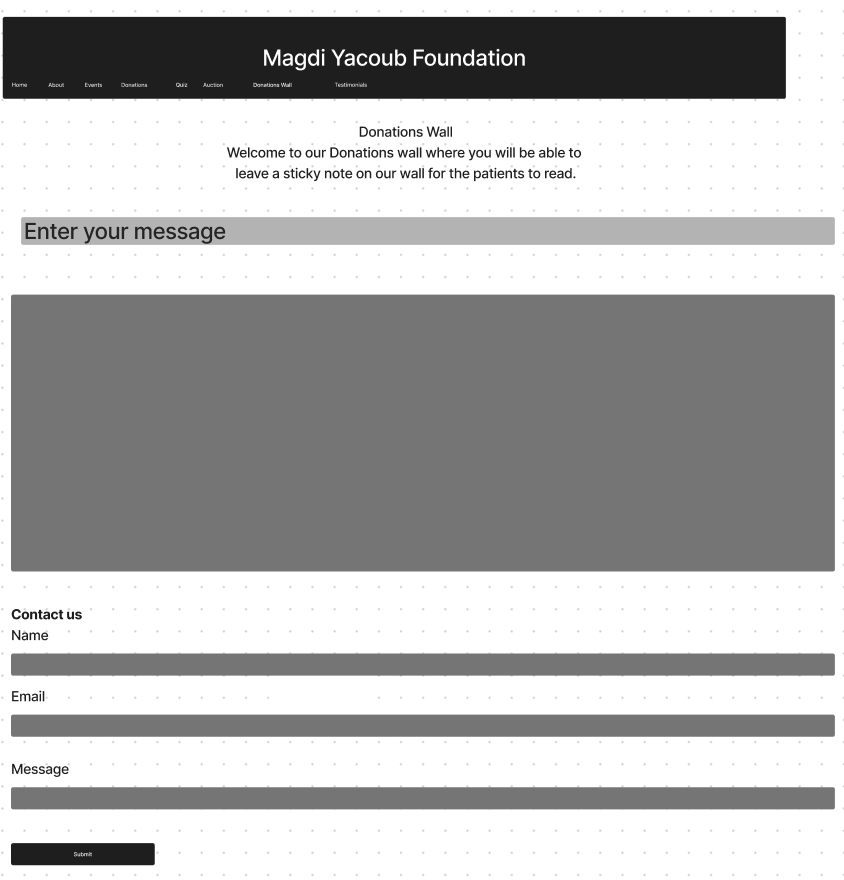 Magdi Yacoub Foundation
Home About Events Donations Quiz Auction Donations Wall Testimonials
Donations Wall
Welcome to our Donations wall where you will be able to
leave a sticky note on our wall for the patients to read.
Enter your message
Contact us
Name
Email
Message
Submit